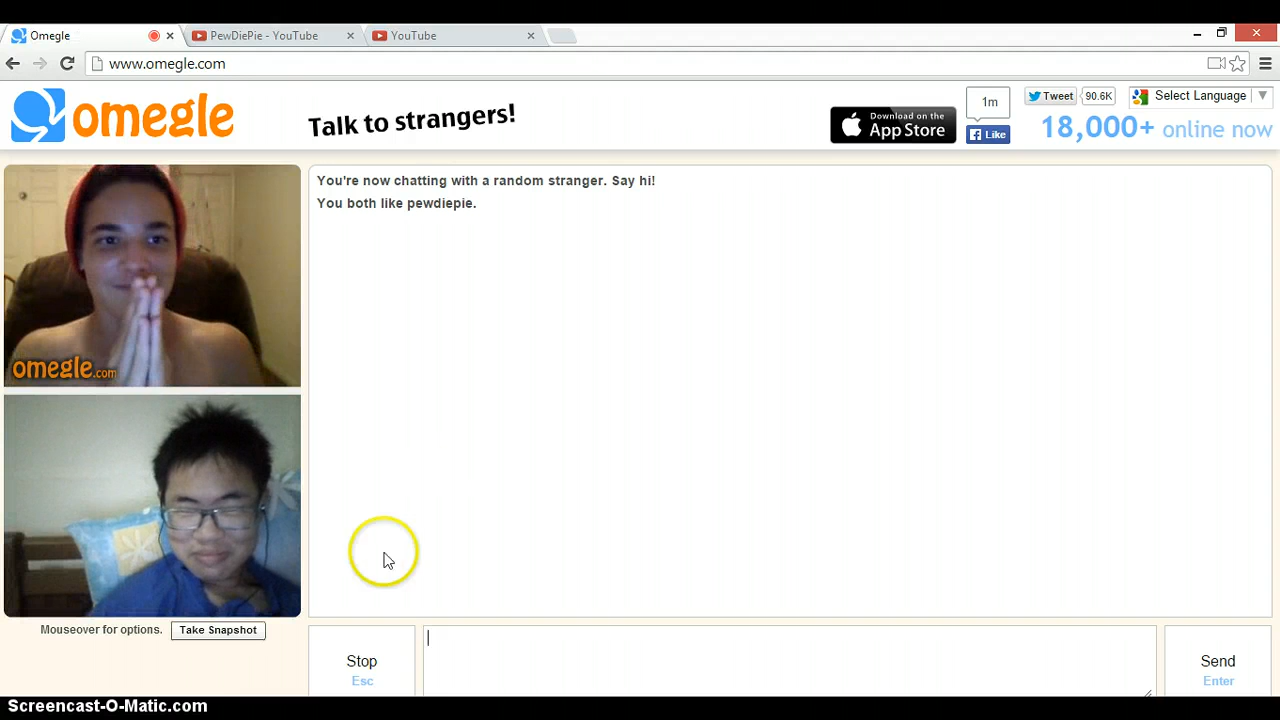 Omegle
PewDiePie - YouTube
YouTube
www.omegle.com
omegle
Talk to strangers!
Download on the
App Store
1m
Like
Tweet
90.6K
Select Language
18,000+ online now
You're now chatting with a random stranger. Say hi!
You both like pewdiepie.
omegle.com
Mouseover for options.
Take Snapshot
Stop
Esc
Send
Enter
Screencast-O-Matic.com